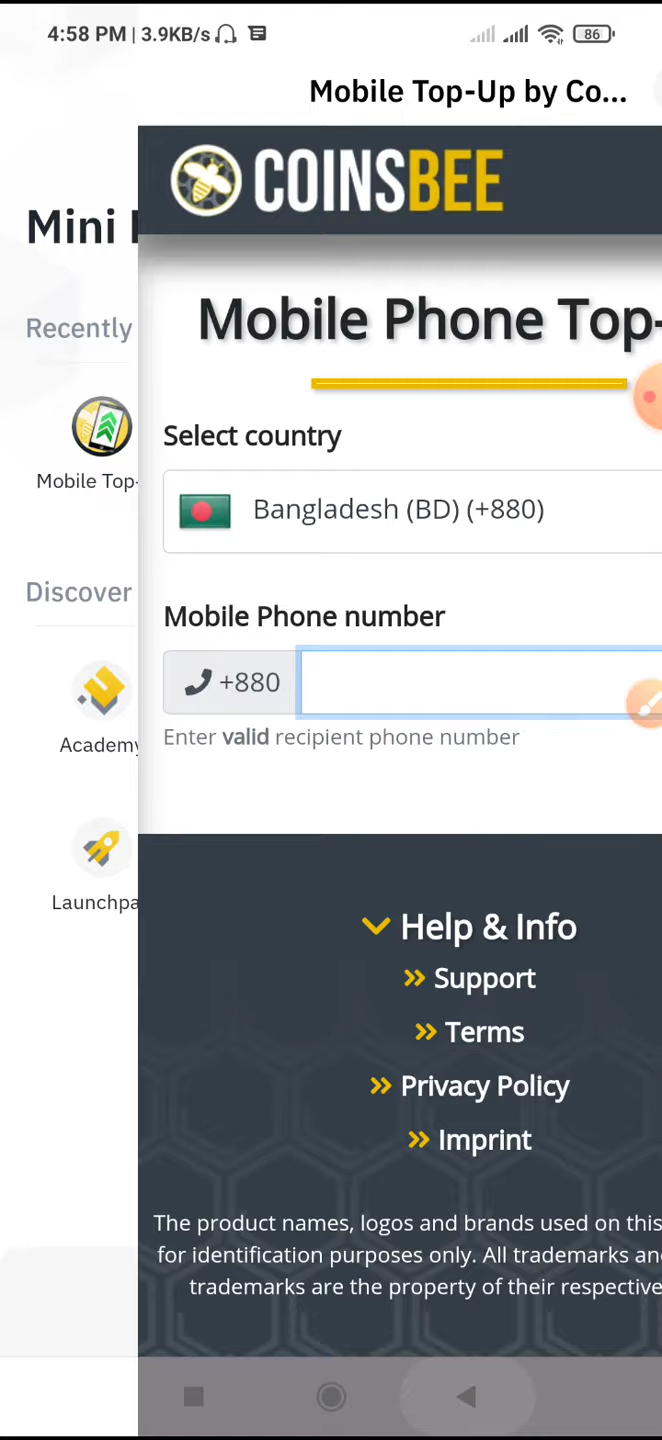 4:58 PM | 3.9KB/s
86
Mobile Top-Up by Co...
COINSBEE
Mini
Mobile Phone Top-
Recently
Select country
Mobile Top-
Bangladesh (BD) (+880)
Discover
Mobile Phone number
+880
Enter valid recipient phone number
Academy
Launchpa
Help & Info
Support
Terms
Privacy Policy
Imprint
The product names, logos and brands used on this
for identification purposes only. All trademarks an
trademarks are the property of their respective